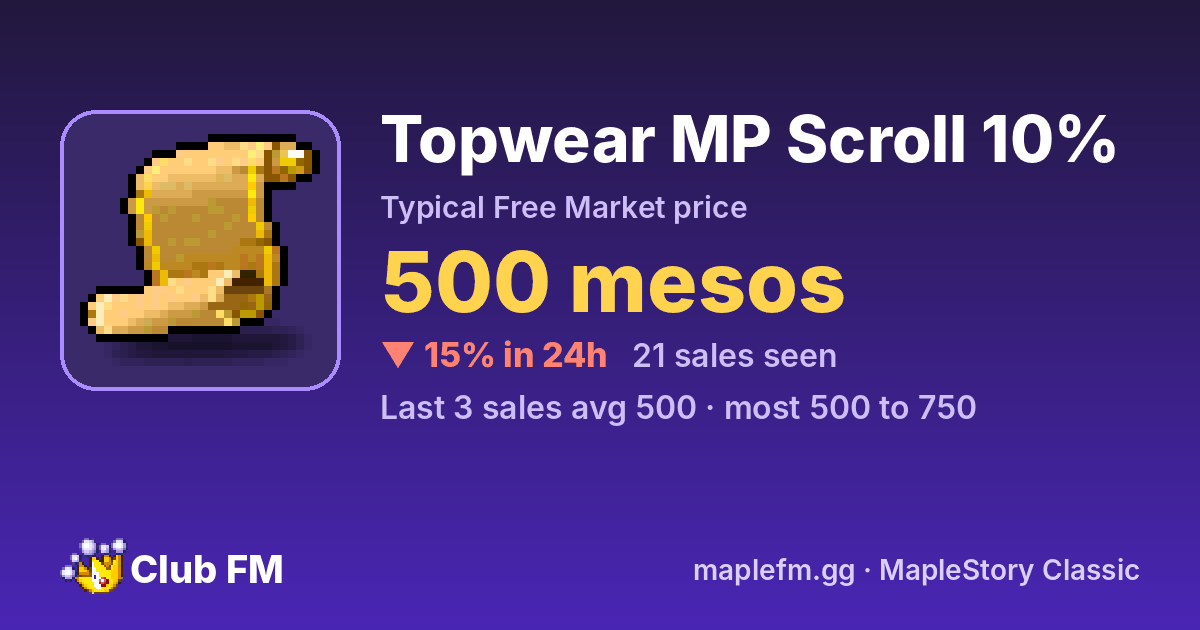 Topwear MP Scroll 10%
Typical Free Market price
500 mesos
▼ 15% in 24h 21 sales seen
Last 3 sales avg 500 · most 500 to 750
Club FM
maplefm.gg · MapleStory Classic